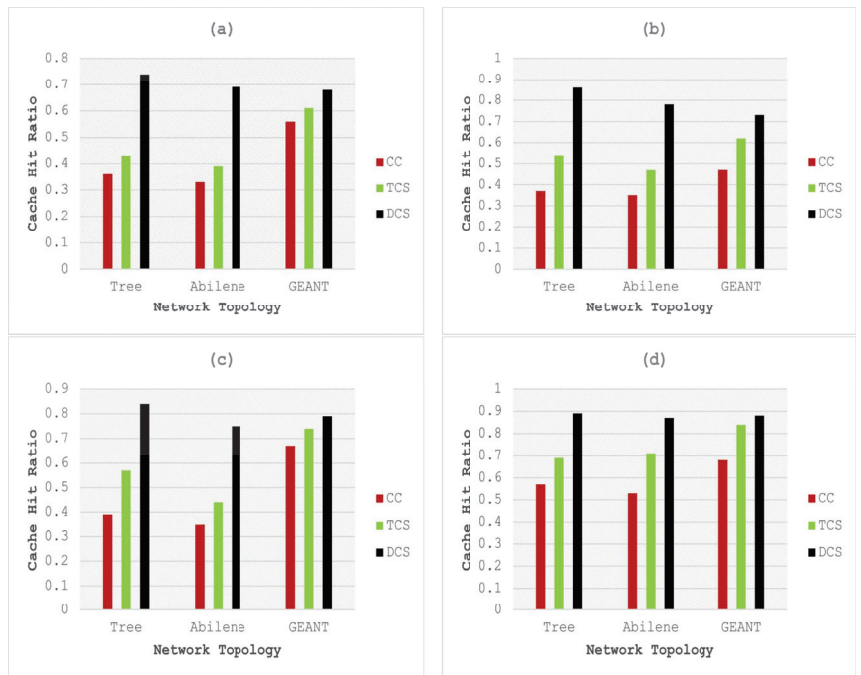 (a)
Cache Hit Ratio
0.8
0.7
0.6
0.5
0.4
0.3
0.2
0.1
0
Tree Abilene GEANT
Network Topology
CC
TCS
DCS
(b)
Cache Hit Ratio
1
0.9
0.8
0.7
0.6
0.5
0.4
0.3
0.2
0.1
0
Tree Abilene GEANT
Network Topology
CC
TCS
DCS
(c)
Cache Hit Ratio
0.9
0.8
0.7
0.6
0.5
0.4
0.3
0.2
0.1
0
Tree Abilene GEANT
Network Topology
CC
TCS
DCS
(d)
Cache Hit Ratio
1
0.9
0.8
0.7
0.6
0.5
0.4
0.3
0.2
0.1
0
Tree Abilene GEANT
Network Topology
CC
TCS
DCS